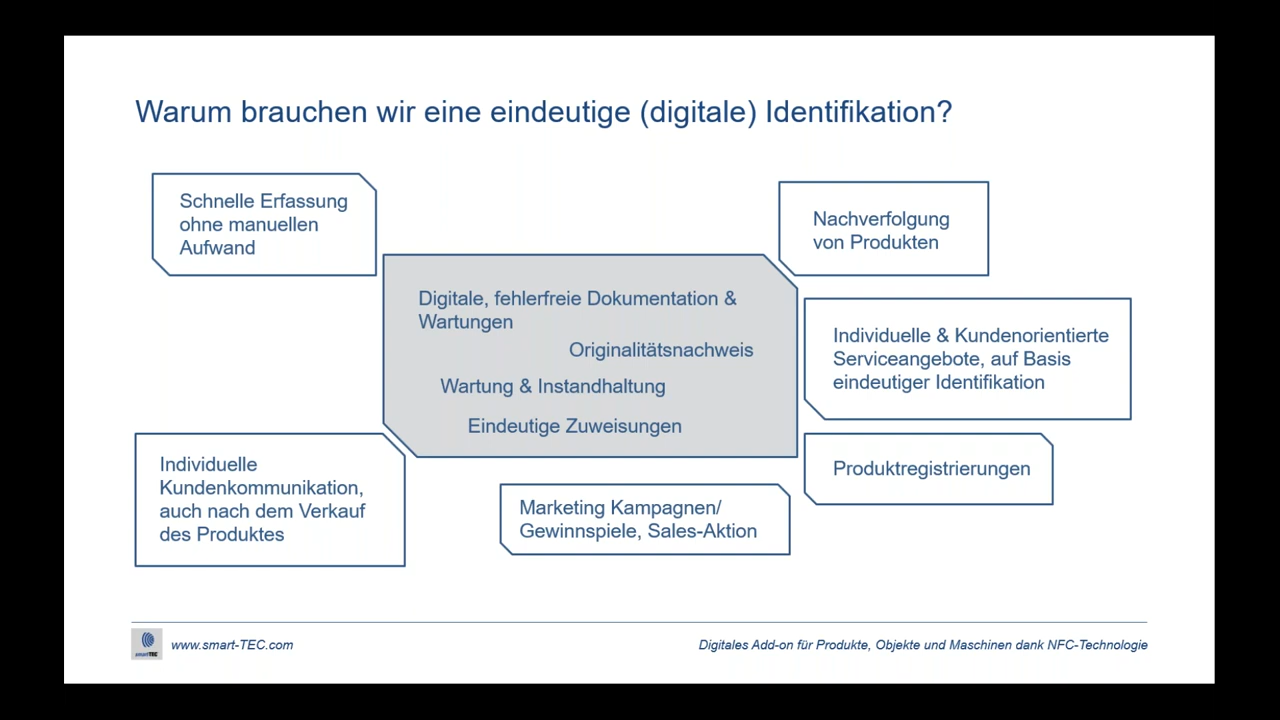 Warum brauchen wir eine eindeutige (digitale) Identifikation?
Schnelle Erfassung
ohne manuellen
Aufwand
Nachverfolgung
von Produkten
Digitale, fehlerfreie Dokumentation &
Wartungen
Originalitätsnachweis
Wartung & Instandhaltung
Eindeutige Zuweisungen
Individuelle & Kundenorientierte
Serviceangebote, auf Basis
eindeutiger Identifikation
Individuelle
Kundenkommunikation,
auch nach dem Verkauf
des Produktes
Marketing Kampagnen/
Gewinnspiele, Sales-Aktion
Produktregistrierungen
smart-TEC
www.smart-TEC.com
Digitales Add-on für Produkte, Objekte und Maschinen dank NFC-Technologie